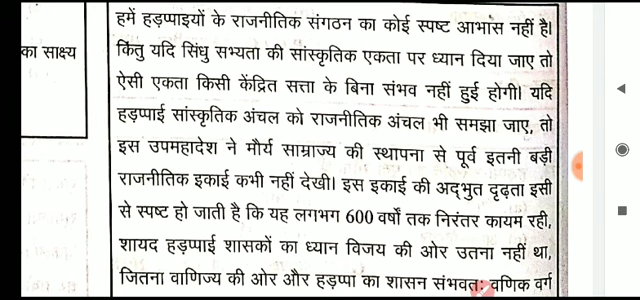 हमें हड़प्पाइयों के राजनीतिक संगठन का कोई स्पष्ट आभास नहीं है।
का साक्ष्य
किंतु यदि सिंधु सभ्यता की सांस्कृतिक एकता पर ध्यान दिया जाए तो
ऐसी एकता किसी केंद्रित सत्ता के बिना संभव नहीं हुई होगी। यदि
हड़प्पाई सांस्कृतिक अंचल को राजनीतिक अंचल भी समझा जाए, तो
इस उपमहादेश ने मौर्य साम्राज्य की स्थापना से पूर्व इतनी बड़ी
राजनीतिक इकाई कभी नहीं देखी। इस इकाई की अद्भुत दृढ़ता इसी
से स्पष्ट हो जाती है कि यह लगभग 600 वर्षों तक निरंतर कायम रही,
शायद हड़प्पाई शासकों का ध्यान विजय की ओर उतना नहीं था,
जितना वाणिज्य की ओर और हड़प्पा का शासन संभवत: वणिक वर्ग